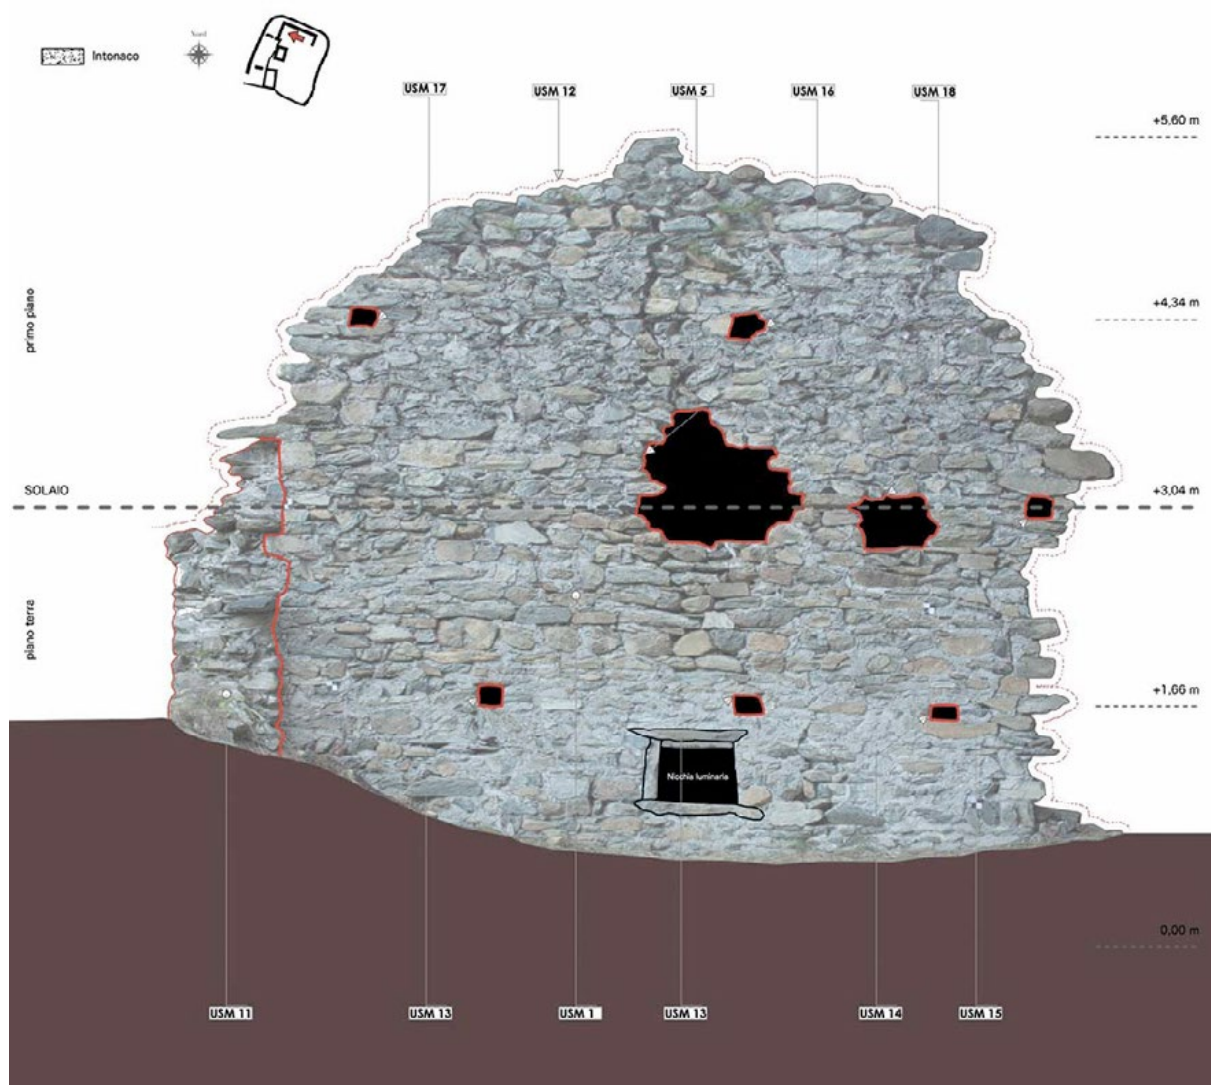 Nord
Intonaco
USM 17
USM 12
USM 5
USM 16
USM 18
+5,60 m
primo piano
+4,34 m
SOLAIO
+3,04 m
piano terra
+1,66 m
Nicchia luminaria
0,00 m
USM 11
USM 13
USM 1
USM 13
USM 14
USM 15